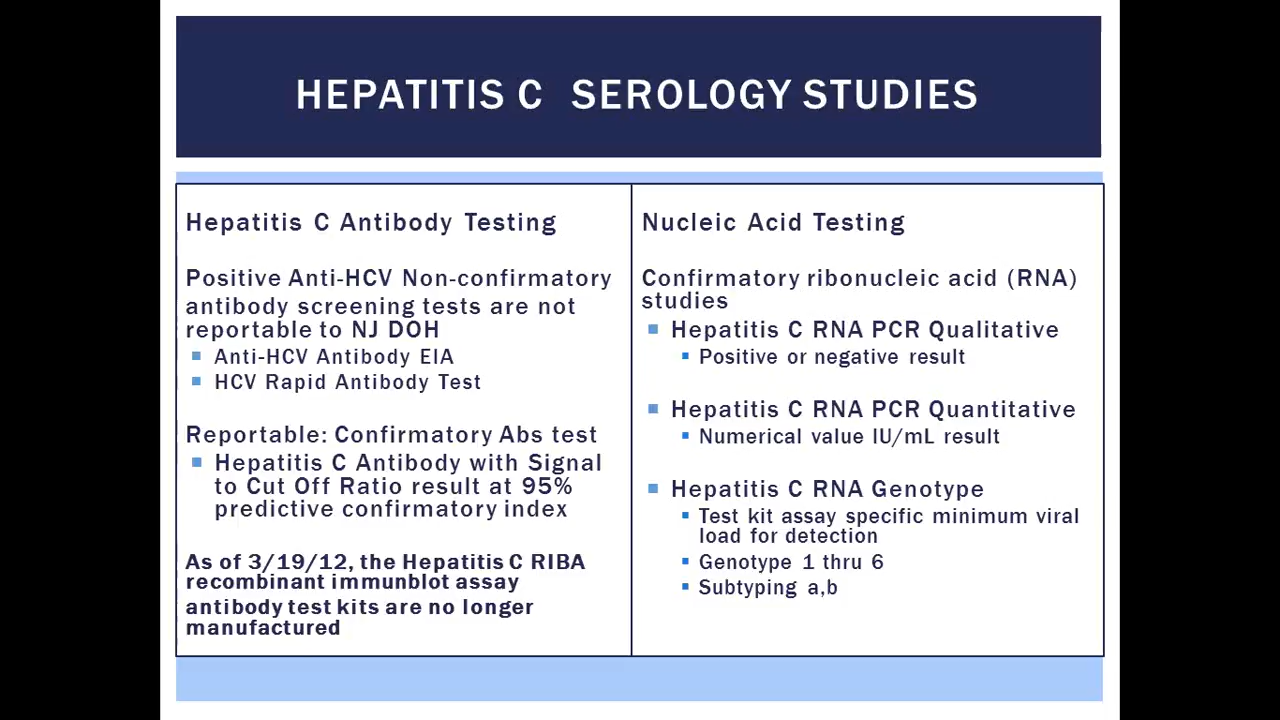 HEPATITIS C SEROLOGY STUDIES
Hepatitis C Antibody Testing
Positive Anti-HCV Non-confirmatory
antibody screening tests are not
reportable to NJ DOH
Anti-HCV Antibody EIA
HCV Rapid Antibody Test
Reportable: Confirmatory Abs test
Hepatitis C Antibody with Signal
to Cut Off Ratio result at 95%
predictive confirmatory index
As of 3/19/12, the Hepatitis C RIBA
recombinant immunblot assay
antibody test kits are no longer
manufactured
Nucleic Acid Testing
Confirmatory ribonucleic acid (RNA)
studies
Hepatitis C RNA PCR Qualitative
Positive or negative result
Hepatitis C RNA PCR Quantitative
Numerical value IU/mL result
Hepatitis C RNA Genotype
Test kit assay specific minimum viral
load for detection
Genotype 1 thru 6
Subtyping a,b